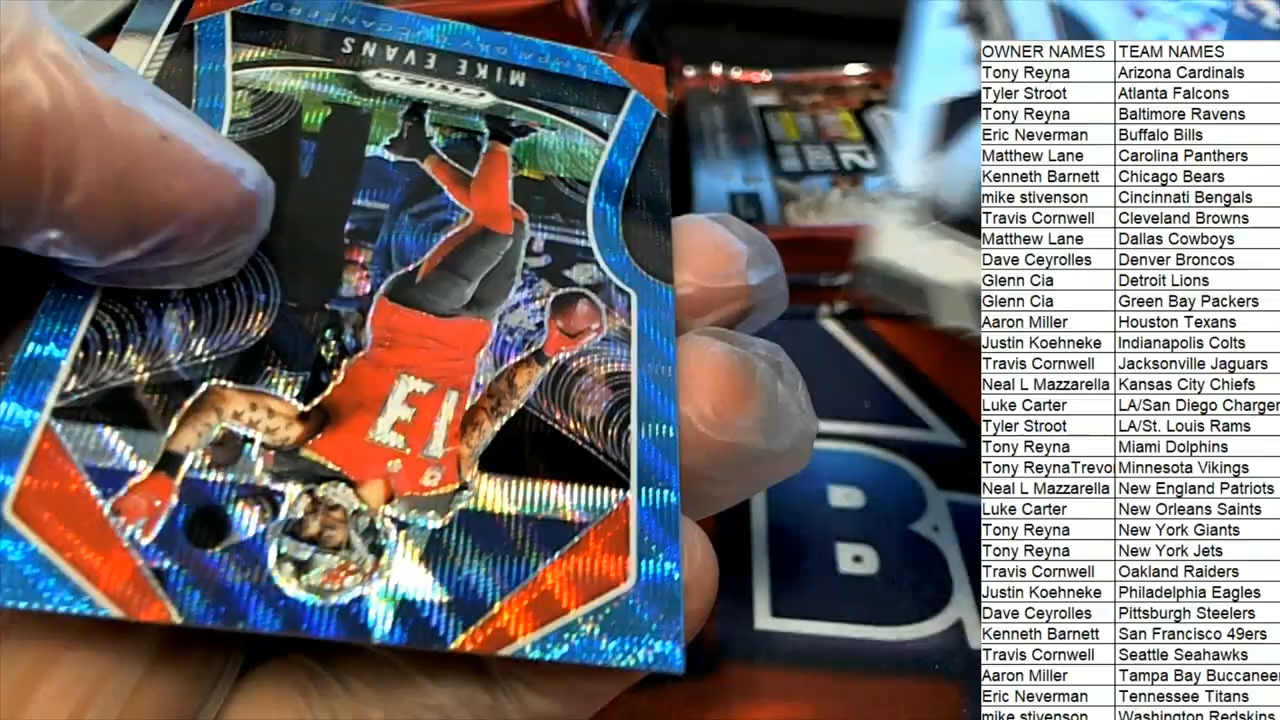 MIKE EVANS
13
12
B
OWNER NAMES TEAM NAMES
Tony Reyna Arizona Cardinals
Tyler Stroot Atlanta Falcons
Tony Reyna Baltimore Ravens
Eric Neverman Buffalo Bills
Matthew Lane Carolina Panthers
Kenneth Barnett Chicago Bears
mike stivenson Cincinnati Bengals
Travis Cornwell Cleveland Browns
Matthew Lane Dallas Cowboys
Dave Ceyrolles Denver Broncos
Glenn Cia Detroit Lions
Glenn Cia Green Bay Packers
Aaron Miller Houston Texans
Justin Koehneke Indianapolis Colts
Travis Cornwell Jacksonville Jaguars
Neal L Mazzarella Kansas City Chiefs
Luke Carter LA/San Diego Charger
Tyler Stroot LA/St. Louis Rams
Tony Reyna Miami Dolphins
Tony ReynaTrevo Minnesota Vikings
Neal L Mazzarella New England Patriots
Luke Carter New Orleans Saints
Tony Reyna New York Giants
Tony Reyna New York Jets
Travis Cornwell Oakland Raiders
Justin Koehneke Philadelphia Eagles
Dave Ceyrolles Pittsburgh Steelers
Kenneth Barnett San Francisco 49ers
Travis Cornwell Seattle Seahawks
Aaron Miller Tampa Bay Buccaneer
Eric Neverman Tennessee Titans
mike stivenson Washington Redskins